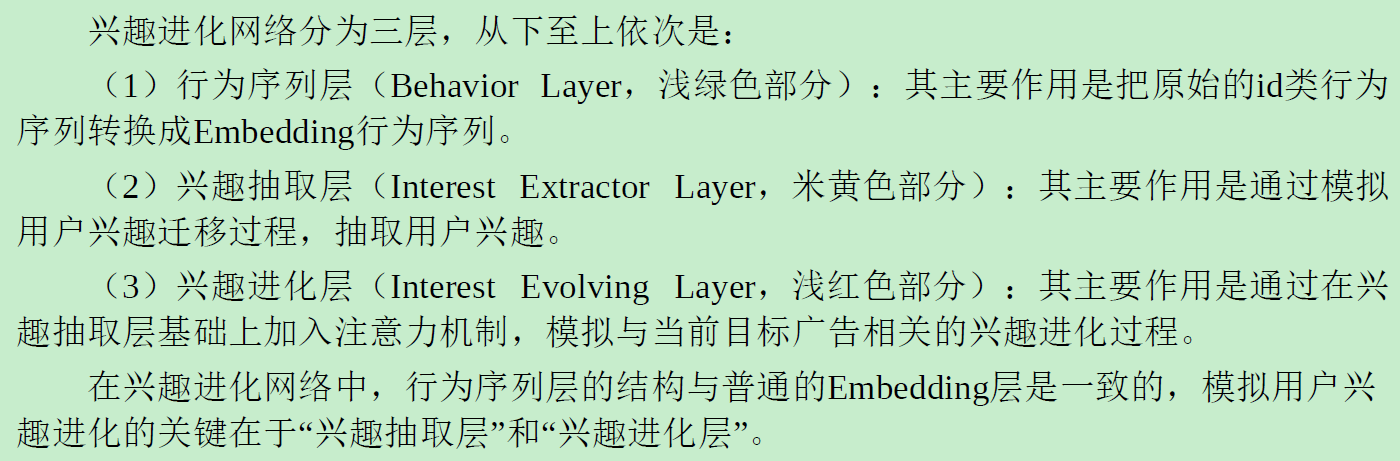 兴趣进化网络分为三层，从下至上依次是：
（1）行为序列层（Behavior Layer，浅绿色部分）：其主要作用是把原始的id类行为
序列转换成Embedding行为序列。
（2）兴趣抽取层（Interest Extractor Layer，米黄色部分）：其主要作用是通过模拟
用户兴趣迁移过程，抽取用户兴趣。
（3）兴趣进化层（Interest Evolving Layer，浅红色部分）：其主要作用是通过在兴
趣抽取层基础上加入注意力机制，模拟与当前目标广告相关的兴趣进化过程。
在兴趣进化网络中，行为序列层的结构与普通的Embedding层是一致的，模拟用户兴
趣进化的关键在于“兴趣抽取层”和“兴趣进化层”。